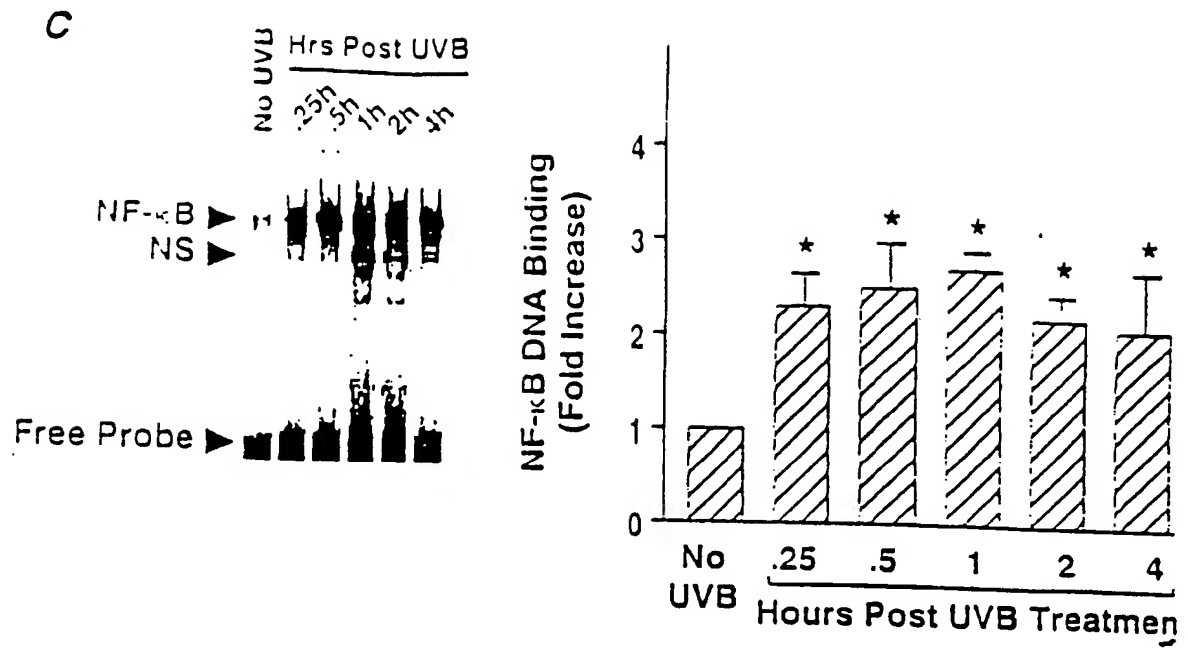 C
Hrs Post UVB
No UVB
.25h .5h 1h 2h 4h
NF-κB
NS
Free Probe
NF-κB DNA Binding
(Fold Increase)
4
3
2
1
0
* * * * *
No UVB
.25 .5 1 2 4
Hours Post UVB Treatmen